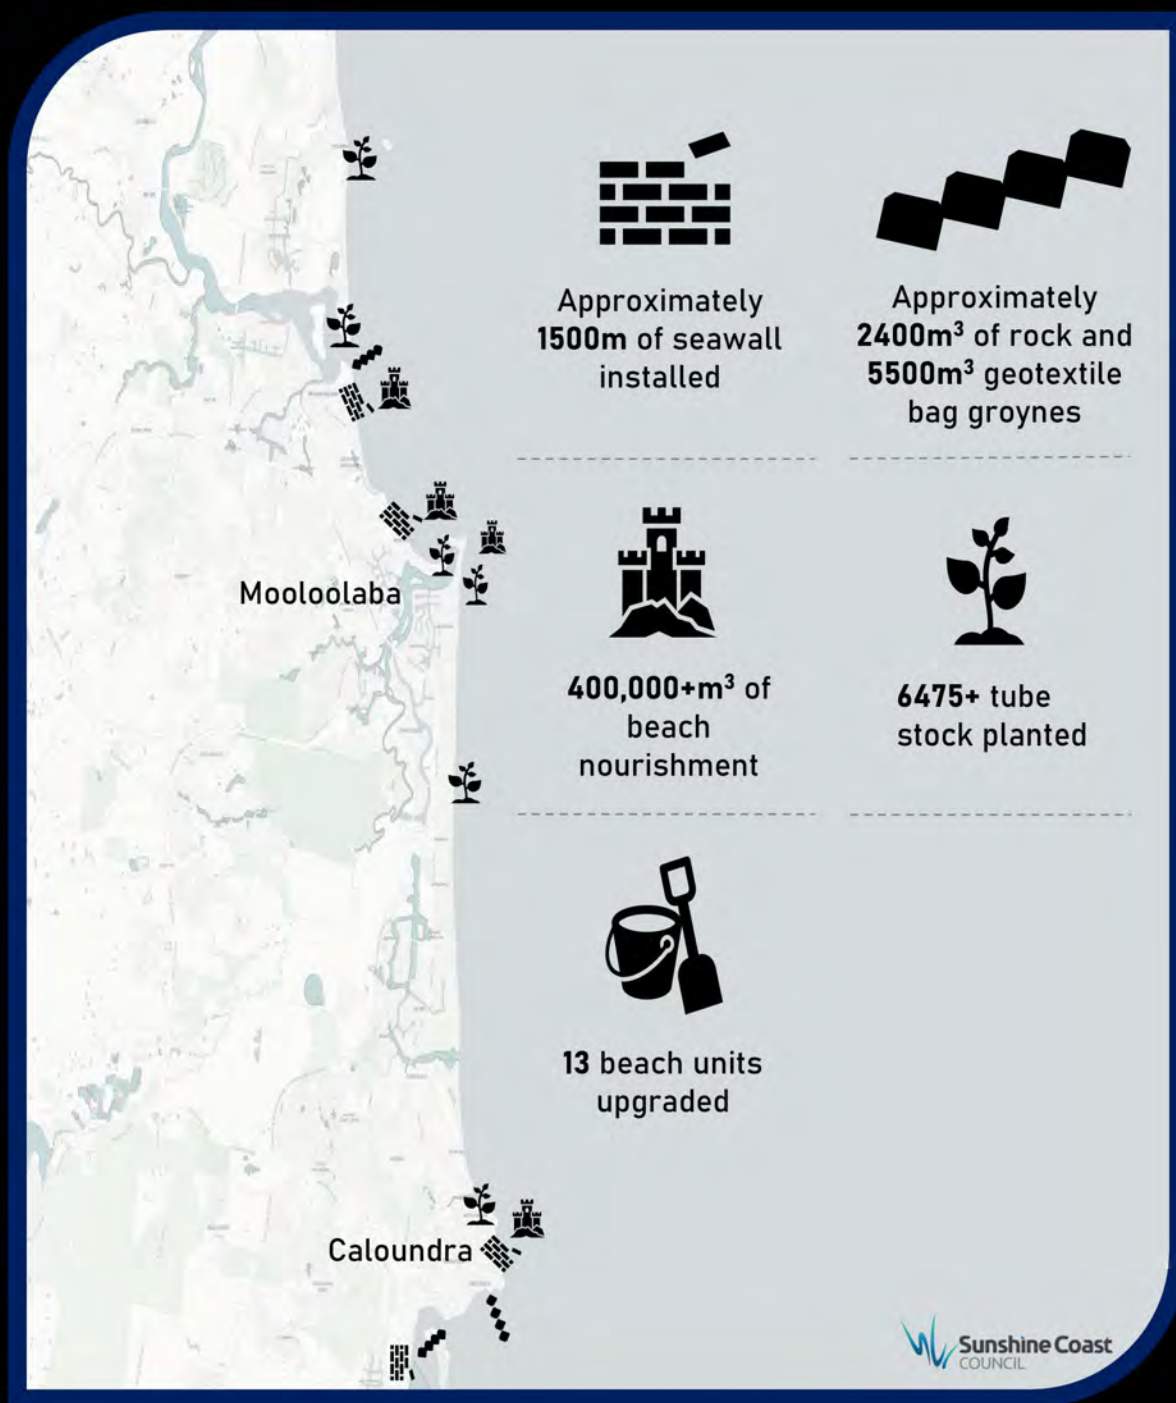 Approximately
1500m of seawall
installed
Approximately
2400m³ of rock and
5500m³ geotextile
bag groynes
400,000+m³ of
beach
nourishment
6475+ tube
stock planted
13 beach units
upgraded
Mooloolaba
Caloundra
Sunshine Coast
COUNCIL